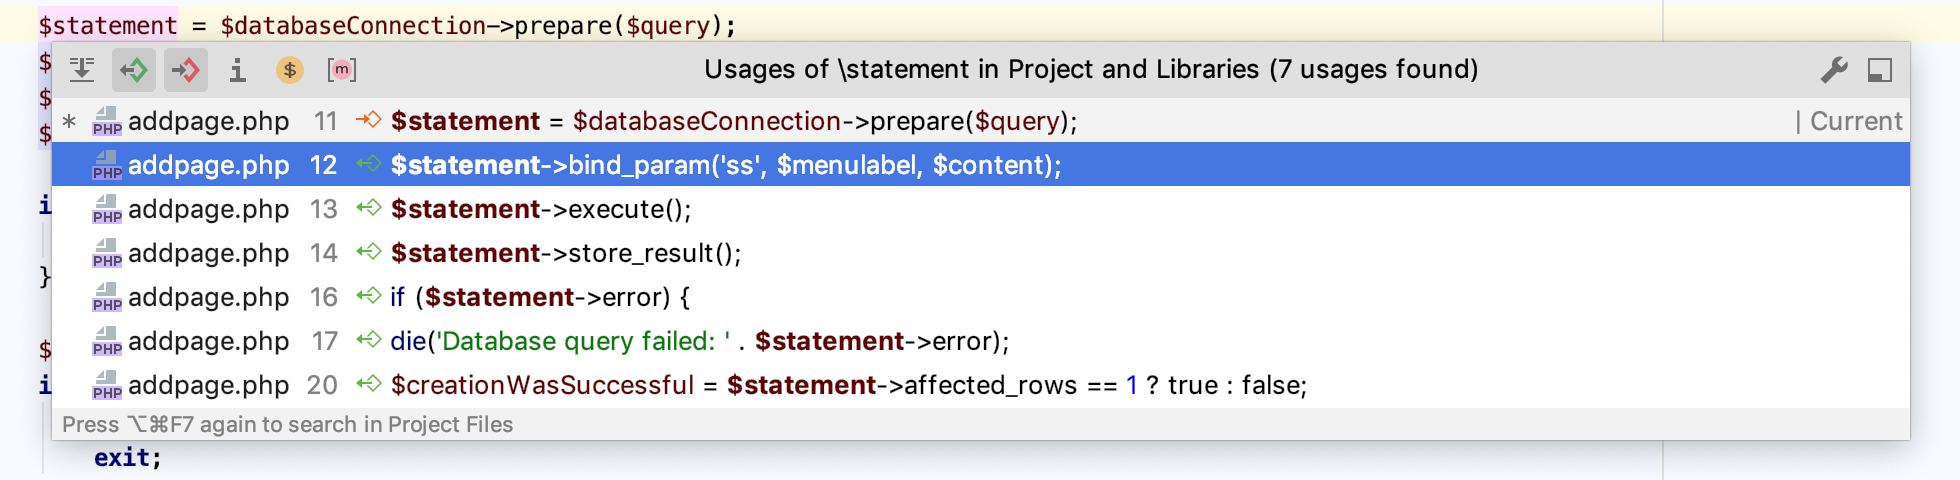 $statement = $databaseConnection->prepare($query);
$
Usages of \statement in Project and Libraries (7 usages found)
$
$
* PHP addpage.php 11 $statement = $databaseConnection->prepare($query); | Current
PHP addpage.php 12 $statement->bind_param('ss', $menulabel, $content);
i PHP addpage.php 13 $statement->execute();
PHP addpage.php 14 $statement->store_result();
} PHP addpage.php 16 if ($statement->error) {
PHP addpage.php 17 die('Database query failed: ' . $statement->error);
$
i PHP addpage.php 20 $creationWasSuccessful = $statement->affected_rows == 1 ? true : false;
Press ⌥⌘F7 again to search in Project Files
exit;